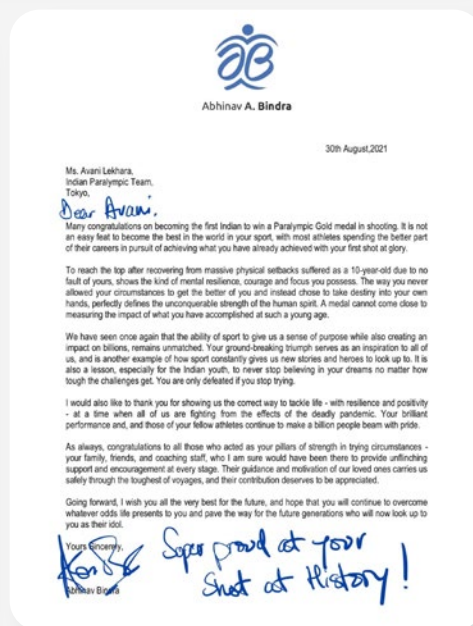 Abhinav A. Bindra
30th August,2021
Ms. Avani Lekhara,
Indian Paralympic Team,
Tokyo,
Dear Avani,
Many congratulations on becoming the first Indian to win a Paralympic Gold medal in shooting. It is not
an easy feat to become the best in the world in your sport, with most athletes spending the better part
of their careers in pursuit of achieving what you have already achieved with your first shot at glory.
To reach the top after recovering from massive physical setbacks suffered as a 10-year-old due to no
fault of yours, shows the kind of mental resilience, courage and focus you possess. The way you never
allowed your circumstances to get the better of you and instead chose to take destiny into your own
hands, perfectly defines the unconquerable strength of the human spirit. A medal cannot come close to
measuring the impact of what you have accomplished at such a young age.
We have seen once again that the ability of sport to give us a sense of purpose while also creating an
impact on billions, remains unmatched. Your ground-breaking triumph serves as an inspiration to all of
us, and is another example of how sport constantly gives us new stories and heroes to look up to. It is
also a lesson, especially for the Indian youth, to never stop believing in your dreams no matter how
tough the challenges get. You are only defeated if you stop trying.
I would also like to thank you for showing us the correct way to tackle life - with resilience and positivity
- at a time when all of us are fighting from the effects of the deadly pandemic. Your brilliant
performance and, and those of your fellow athletes continue to make a billion people beam with pride.
As always, congratulations to all those who acted as your pillars of strength in trying circumstances -
your family, friends, and coaching staff, who I am sure would have been there to provide unflinching
support and encouragement at every stage. Their guidance and motivation of our loved ones carries us
safely through the toughest of voyages, and their contribution deserves to be appreciated.
Going forward, I wish you all the very best for the future, and hope that you will continue to overcome
whatever odds life presents to you and pave the way for the future generations who will now look up to
you as their idol.
Yours Sincerely,
Abhinav Bindra
Super proud at your
Shot at History!